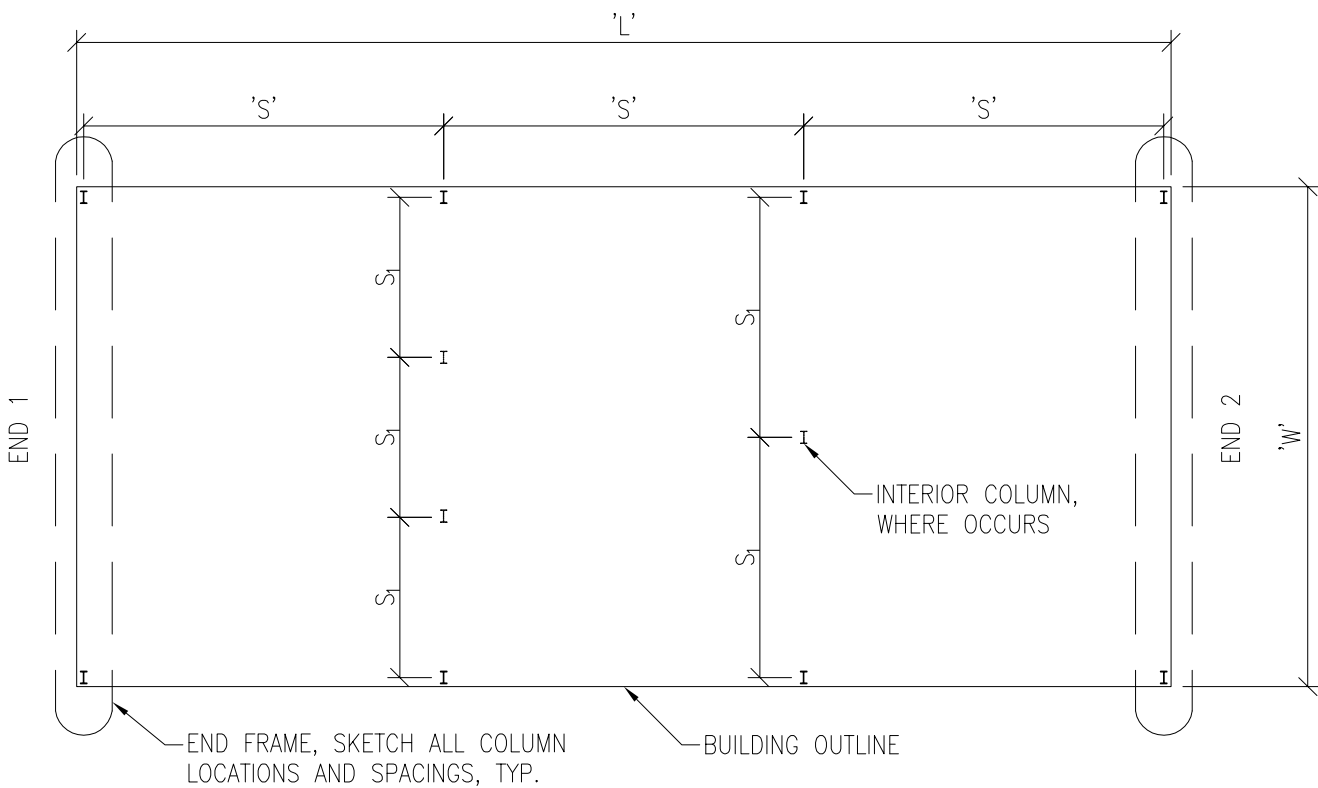 'L'
'S' 'S' 'S'
S1
S1
S1
S1
S1
END 1
END 2
'W'
INTERIOR COLUMN,
WHERE OCCURS
END FRAME, SKETCH ALL COLUMN
LOCATIONS AND SPACINGS, TYP.
BUILDING OUTLINE